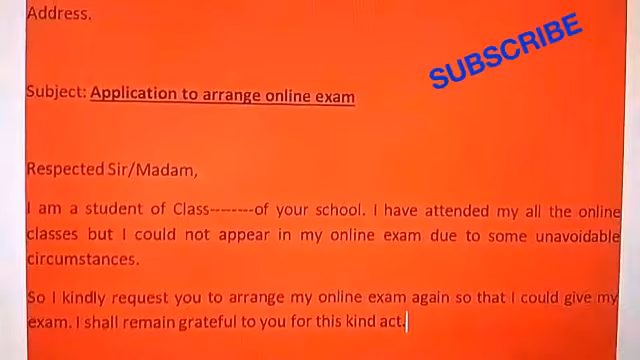 Address.
SUBSCRIBE
Subject: Application to arrange online exam
Respected Sir/Madam,
I am a student of Class--------of your school. I have attended my all the online
classes but I could not appear in my online exam due to some unavoidable
circumstances.
So I kindly request you to arrange my online exam again so that I could give my
exam. I shall remain grateful to you for this kind act.